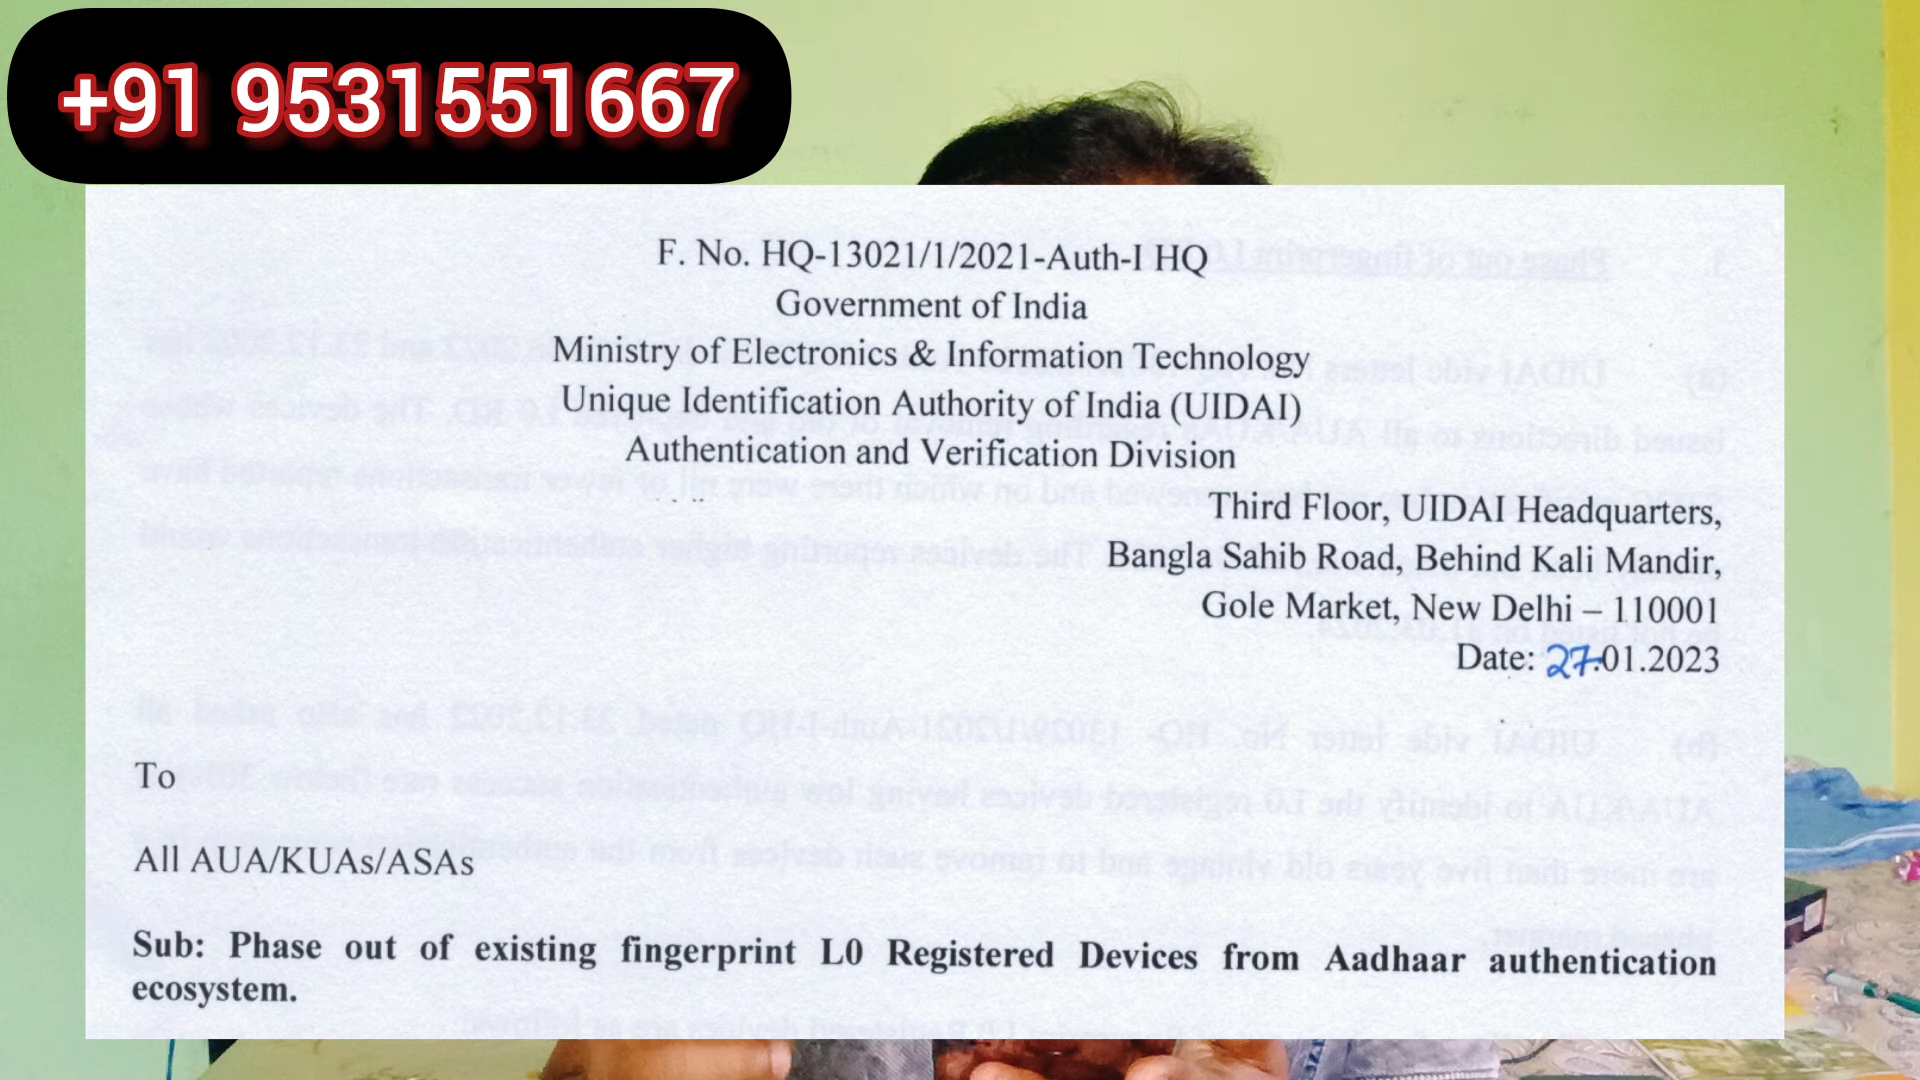 +91 9531551667
F. No. HQ-13021/1/2021-Auth-I HQ
Government of India
Ministry of Electronics & Information Technology
Unique Identification Authority of India (UIDAI)
Authentication and Verification Division
Third Floor, UIDAI Headquarters,
Bangla Sahib Road, Behind Kali Mandir,
Gole Market, New Delhi – 110001
Date: 27.01.2023
To
All AUA/KUAs/ASAs
Sub: Phase out of existing fingerprint L0 Registered Devices from Aadhaar authentication
ecosystem.